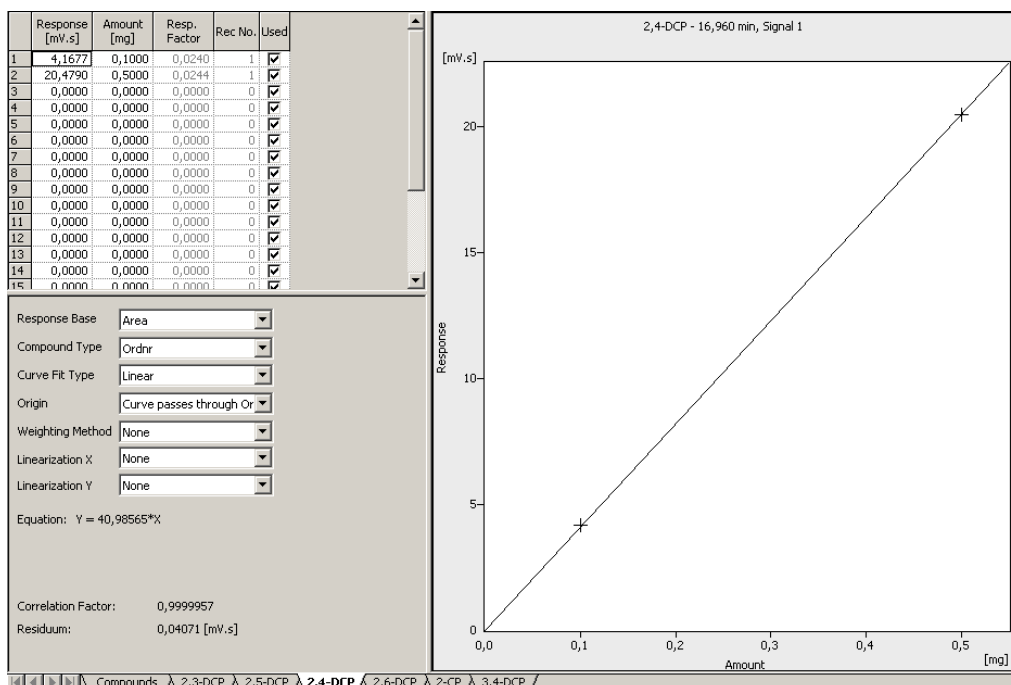 Response [mV.s] Amount [mg] Resp. Factor Rec No. Used
1 4,1677 0,1000 0,0240 1
2 20,4790 0,5000 0,0244 1
3 0,0000 0,0000 0,0000 0
4 0,0000 0,0000 0,0000 0
5 0,0000 0,0000 0,0000 0
6 0,0000 0,0000 0,0000 0
7 0,0000 0,0000 0,0000 0
8 0,0000 0,0000 0,0000 0
9 0,0000 0,0000 0,0000 0
10 0,0000 0,0000 0,0000 0
11 0,0000 0,0000 0,0000 0
12 0,0000 0,0000 0,0000 0
13 0,0000 0,0000 0,0000 0
14 0,0000 0,0000 0,0000 0
15 0,0000 0,0000 0,0000 0
Response Base Area
Compound Type Ordnr
Curve Fit Type Linear
Origin Curve passes through Or
Weighting Method None
Linearization X None
Linearization Y None
Equation: Y = 40,98565*X
Correlation Factor: 0,9999957
Residuum: 0,04071 [mV.s]
2,4-DCP - 16,960 min, Signal 1
[mV.s]
20
15
Response
10
5
0
0,0 0,1 0,2 0,3 0,4 0,5
Amount [mg]
Compounds 2,3-DCP 2,5-DCP 2,4-DCP 2,6-DCP 2-CP 3,4-DCP